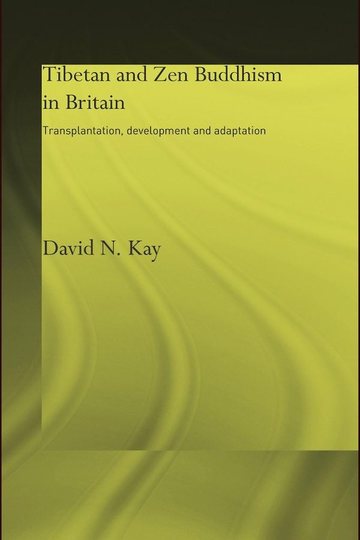 Tibetan and Zen Buddhism
in Britain
Transplantation, development and adaptation
David N. Kay